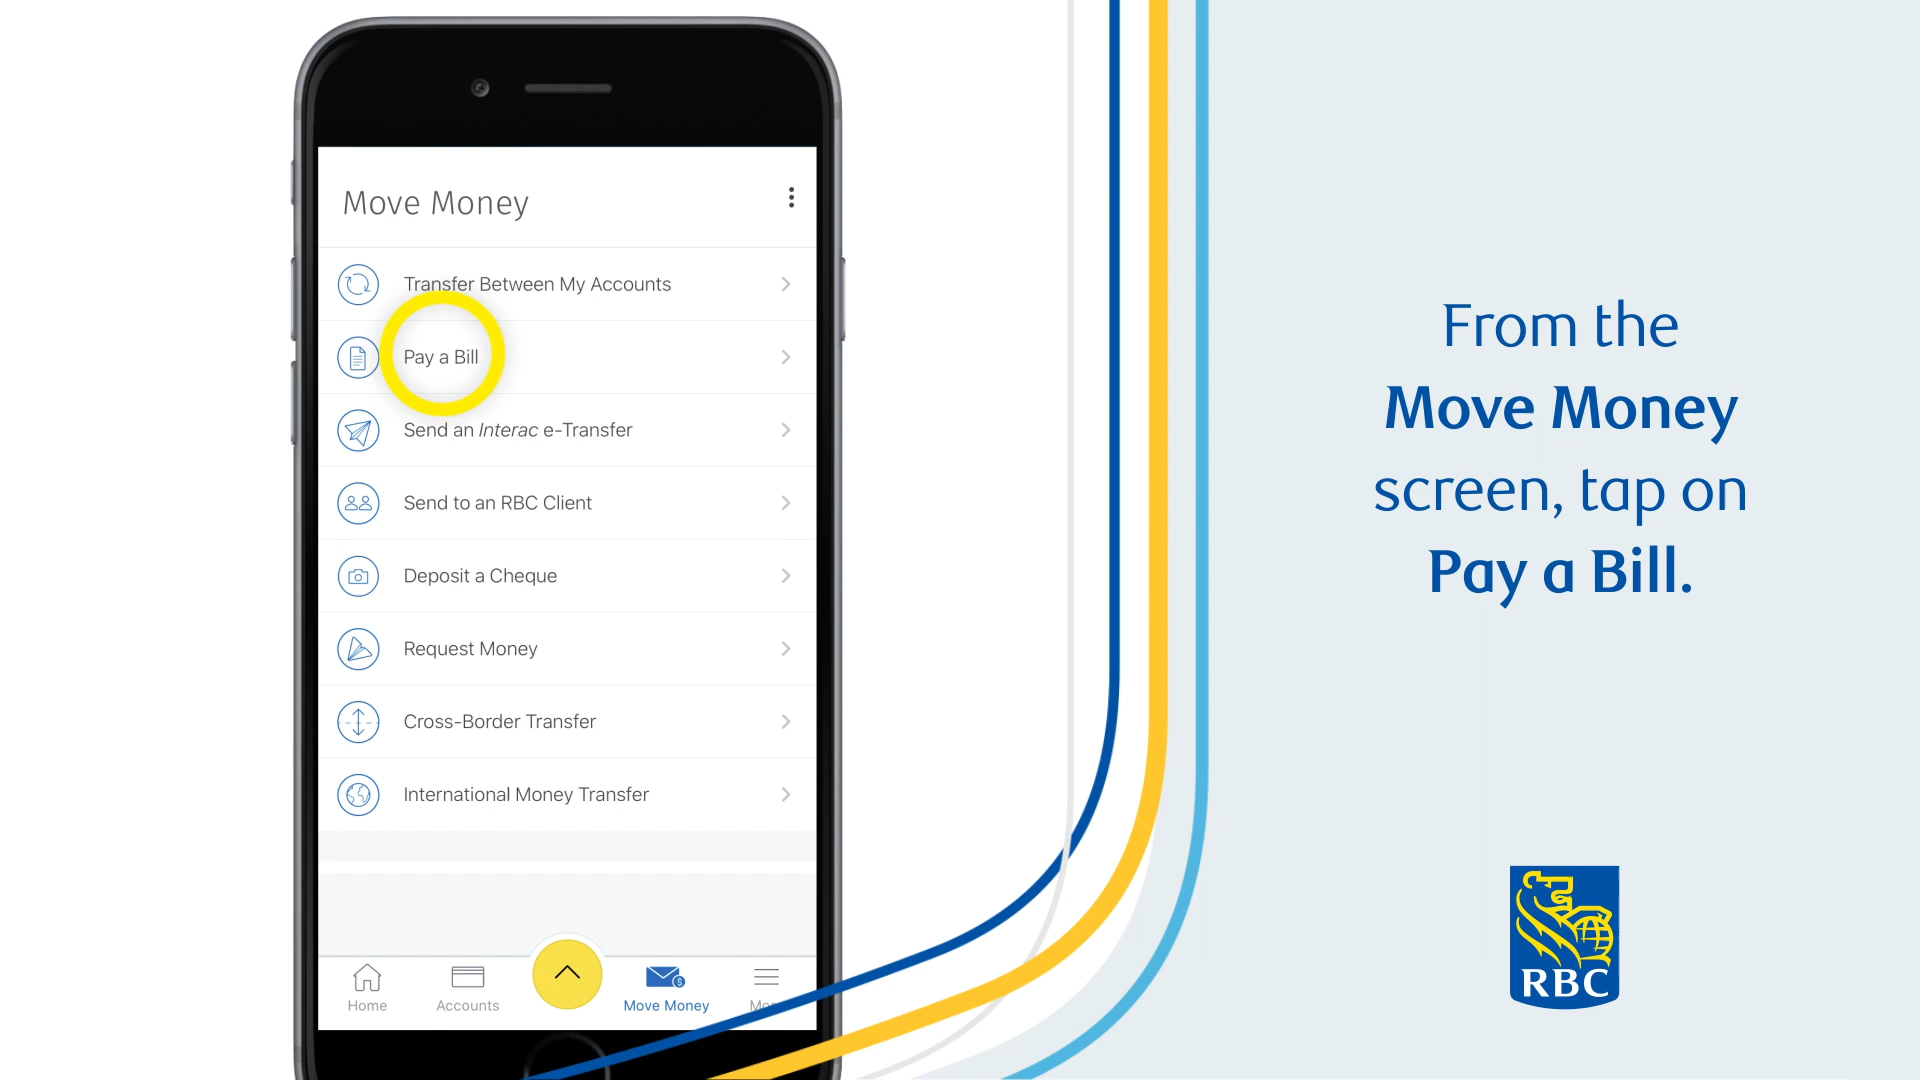 Move Money
Transfer Between My Accounts
Pay a Bill
Send an Interac e-Transfer
Send to an RBC Client
Deposit a Cheque
Request Money
Cross-Border Transfer
International Money Transfer
Home
Accounts
Move Money
From the
Move Money
screen, tap on
Pay a Bill.
RBC